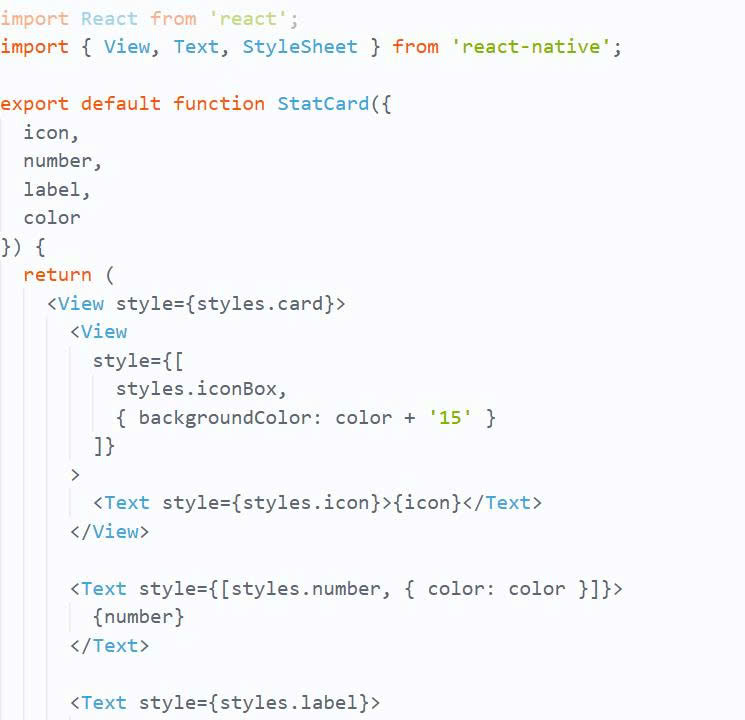 import React from 'react';
import { View, Text, StyleSheet } from 'react-native';

export default function StatCard({
  icon,
  number,
  label,
  color
}) {
  return (
    <View style={styles.card}>
      <View
        style={[
          styles.iconBox,
          { backgroundColor: color + '15' }
        ]}
      >
        <Text style={styles.icon}>{icon}</Text>
      </View>

      <Text style={[styles.number, { color: color }]}>
        {number}
      </Text>

      <Text style={styles.label}>